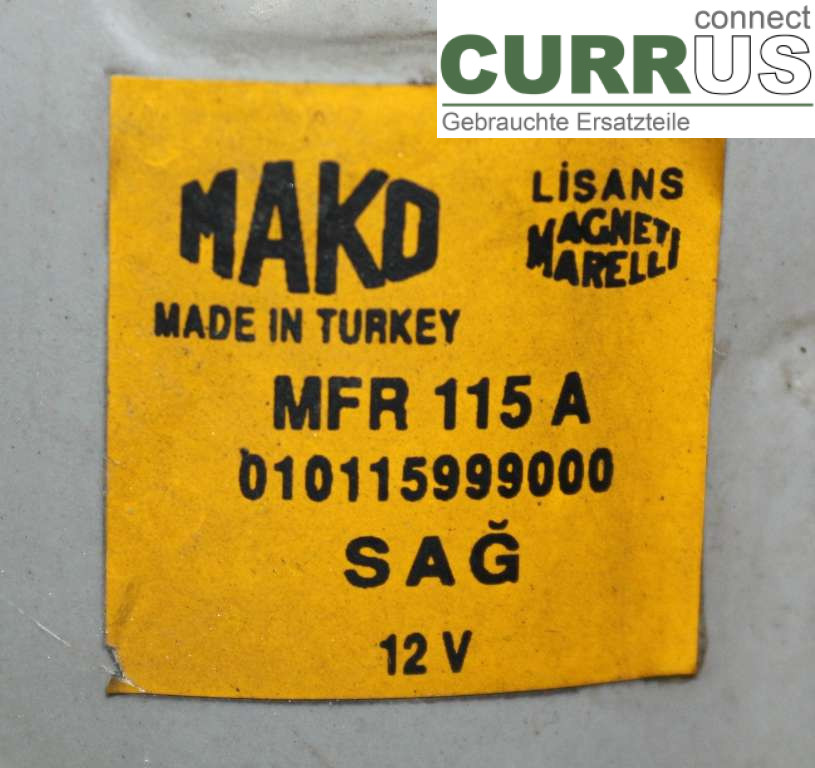 connect
CURRUS
Gebrauchte Ersatzteile
MAKO
LİSANS
MAGNETI
MARELLI
MADE IN TURKEY
MFR 115 A
010115999000
SAĞ
12 V